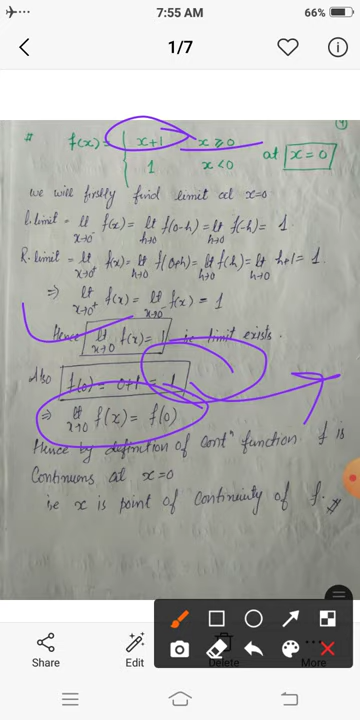 7:55 AM 66%
1/7
# f(x) = { x+1 x ≥ 0
1 x < 0 at x = 0
we will firstly find limit at x=0
l. limit = lt x→0⁻ f(x) = lt h→0 f(0-h) = lt h→0 f(-h) = 1
R. limit = lt x→0⁺ f(x) = lt h→0 f(0+h) = lt h→0 f(h) = lt h→0 h+1 = 1.
⇒ lt x→0⁺ f(x) = lt x→0⁻ f(x) = 1
Hence lt x→0 f(x) = 1 ie limit exists.
Also f(0) = 0+1 = 1
⇒ lt x→0 f(x) = f(0)
Hence by definition of contⁿ function f is
Continuous at x=0
ie x is point of Continuity of f.
Share Edit Delete More